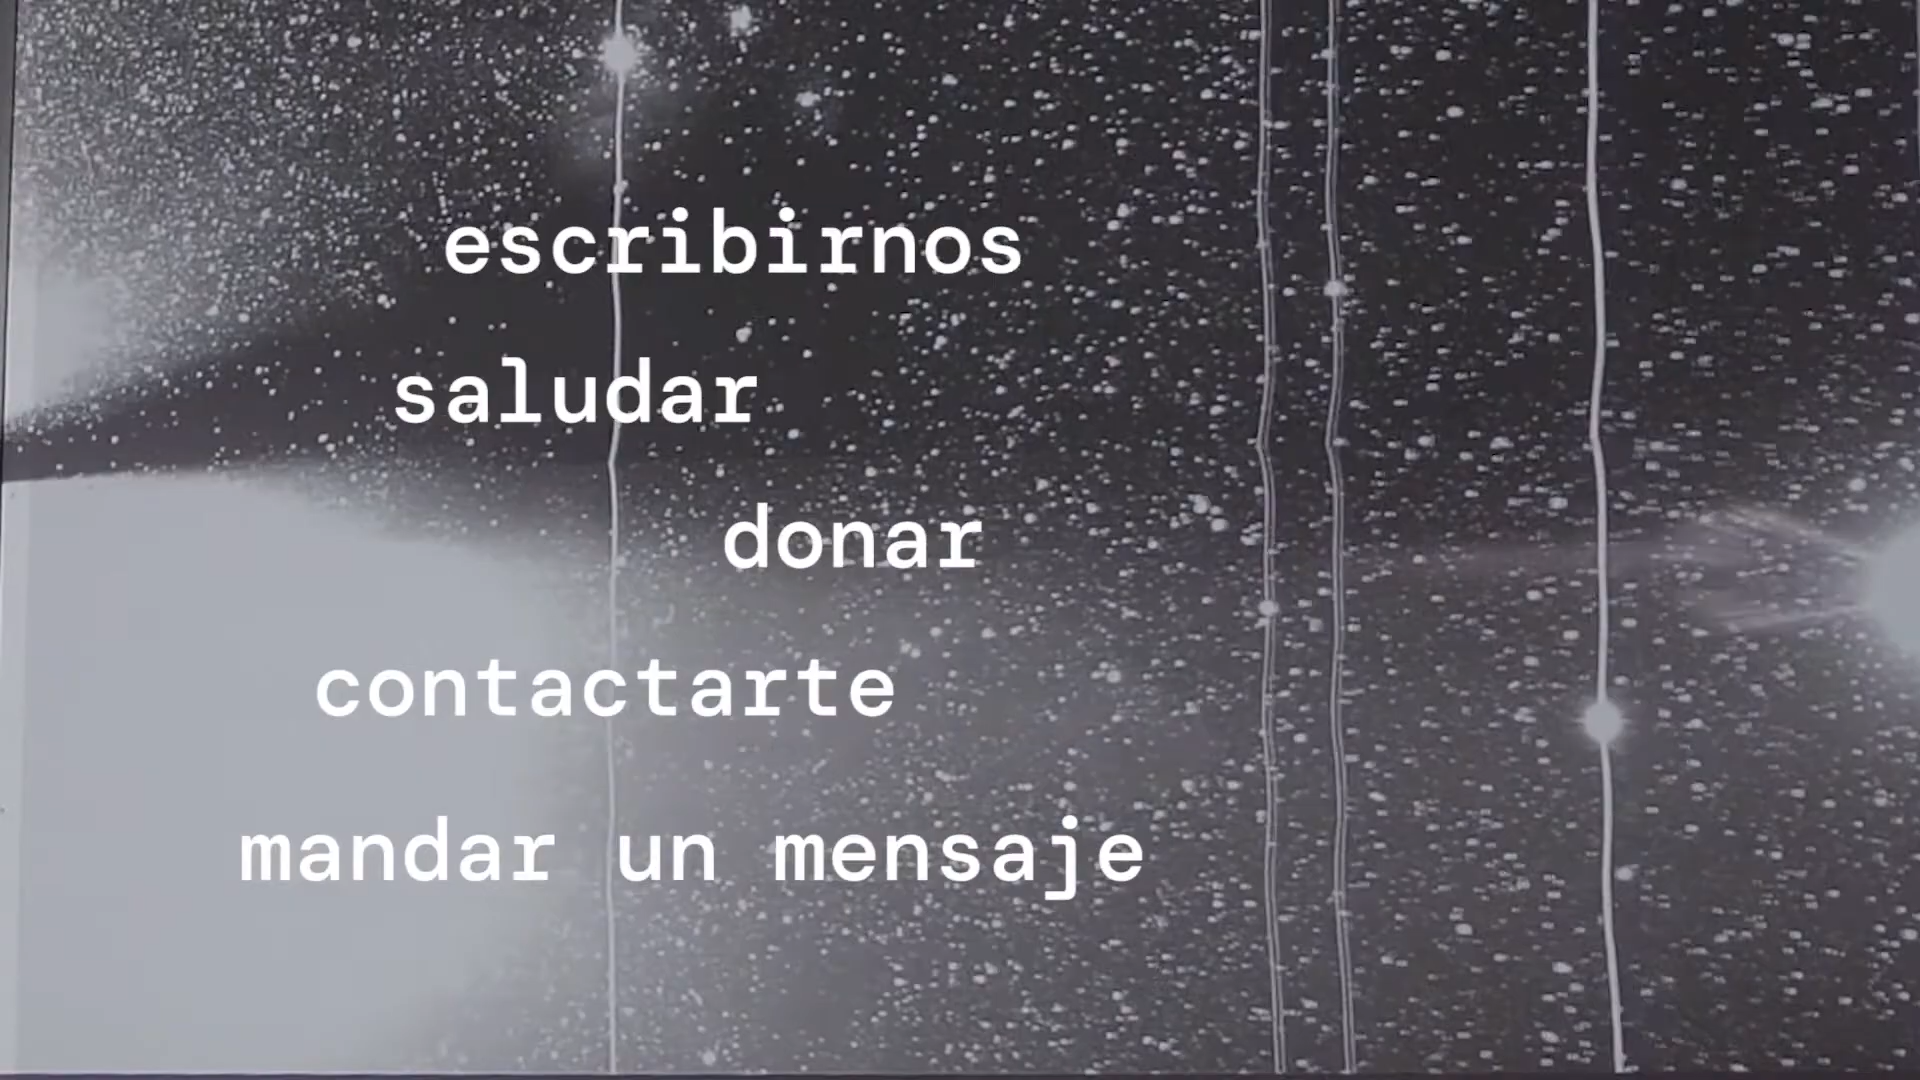 escribirnos
saludar
donar
contactarte
mandar un mensaje